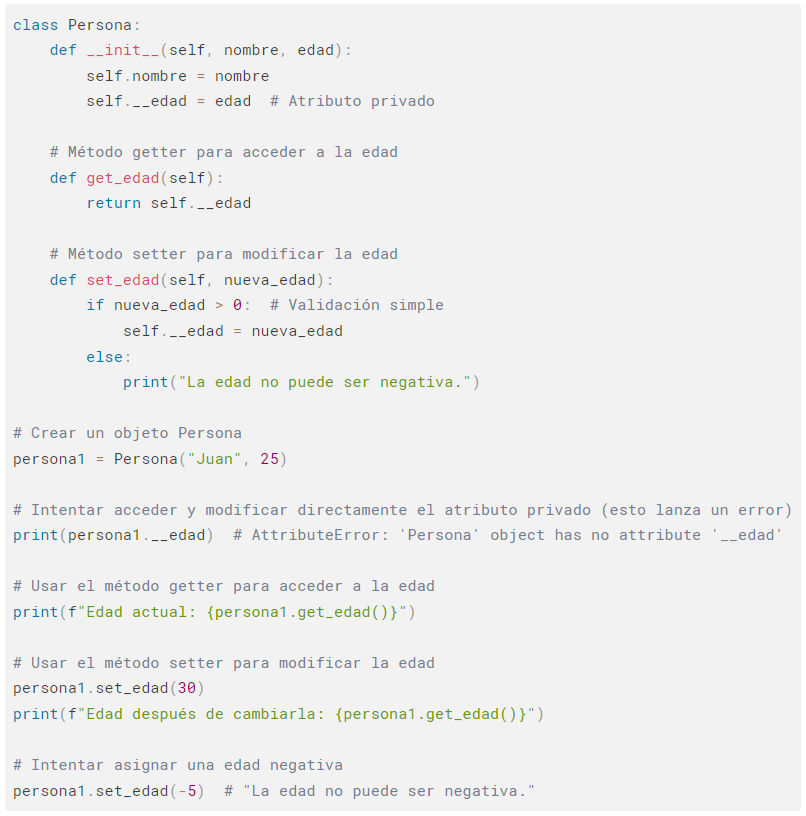 class Persona:
    def __init__(self, nombre, edad):
        self.nombre = nombre
        self.__edad = edad  # Atributo privado

    # Método getter para acceder a la edad
    def get_edad(self):
        return self.__edad

    # Método setter para modificar la edad
    def set_edad(self, nueva_edad):
        if nueva_edad > 0:  # Validación simple
            self.__edad = nueva_edad
        else:
            print("La edad no puede ser negativa.")

# Crear un objeto Persona
persona1 = Persona("Juan", 25)

# Intentar acceder y modificar directamente el atributo privado (esto lanza un error)
print(persona1.__edad)  # AttributeError: 'Persona' object has no attribute '__edad'

# Usar el método getter para acceder a la edad
print(f"Edad actual: {persona1.get_edad()}")

# Usar el método setter para modificar la edad
persona1.set_edad(30)
print(f"Edad después de cambiarla: {persona1.get_edad()}")

# Intentar asignar una edad negativa
persona1.set_edad(-5)  # "La edad no puede ser negativa."